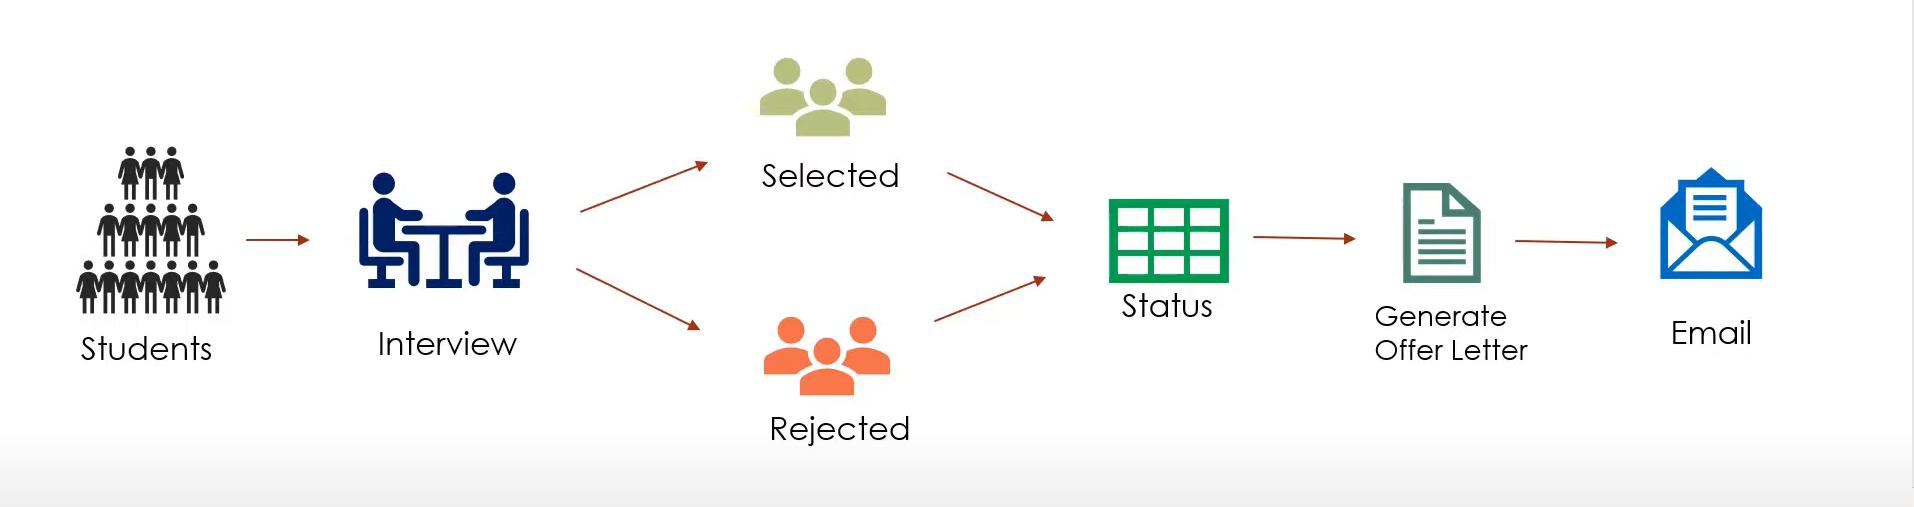 Students
Interview
Selected
Rejected
Status
Generate
Offer Letter
Email